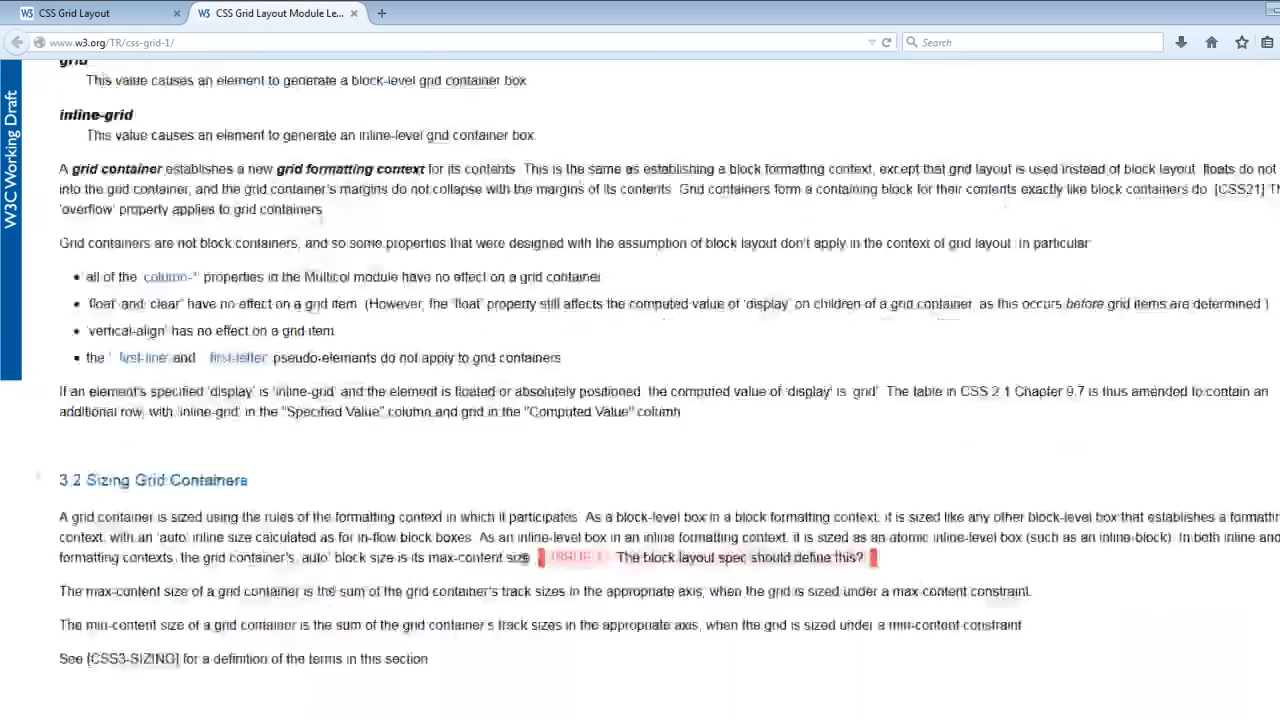 CSS Grid Layout
CSS Grid Layout Module Le...
www.w3.org/TR/css-grid-1/
Search
W3C Working Draft
grid
This value causes an element to generate a block-level grid container box.
inline-grid
This value causes an element to generate an inline-level grid container box.
A grid container establishes a new grid formatting context for its contents. This is the same as establishing a block formatting context, except that grid layout is used instead of block layout: floats do not
into the grid container, and the grid container's margins do not collapse with the margins of its contents. Grid containers form a containing block for their contents exactly like block containers do. [CSS21]
'overflow' property applies to grid containers.
Grid containers are not block containers, and so some properties that were designed with the assumption of block layout don't apply in the context of grid layout. In particular:
• all of the 'column-*' properties in the Multicol module have no effect on a grid container.
• 'float' and 'clear' have no effect on a grid item. (However, the 'float' property still affects the computed value of 'display' on children of a grid container, as this occurs before grid items are determined.)
• 'vertical-align' has no effect on a grid item.
• the '::first-line' and '::first-letter' pseudo-elements do not apply to grid containers.
If an element's specified 'display' is 'inline-grid' and the element is floated or absolutely positioned, the computed value of 'display' is 'grid'. The table in CSS 2.1 Chapter 9.7 is thus amended to contain an
additional row, with 'inline-grid' in the "Specified Value" column and 'grid' in the "Computed Value" column.
3.2 Sizing Grid Containers
A grid container is sized using the rules of the formatting context in which it participates. As a block-level box in a block formatting context, it is sized like any other block-level box that establishes a
context, with an 'auto' inline size calculated as for in-flow block boxes. As an inline-level box in an inline formatting context, it is sized as an atomic inline-level box (such as an inline-block). In both inline and
formatting contexts, the grid container's 'auto' block size is its max-content size. ISSUE 1 The block layout spec should define this?
The max-content size of a grid container is the sum of the grid container's track sizes in the appropriate axis, when the grid is sized under a max-content constraint.
The min-content size of a grid container is the sum of the grid container's track sizes in the appropriate axis, when the grid is sized under a min-content constraint.
See [CSS3-SIZING] for a definition of the terms in this section.